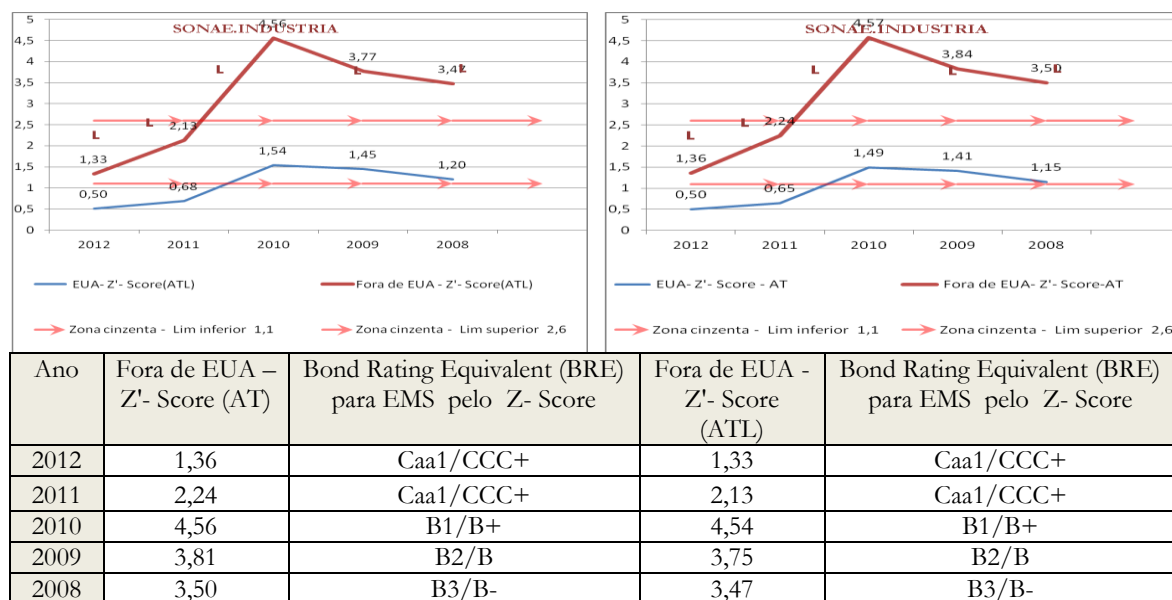 SONAE.INDUSTRIA
5
4,5
4
3,5
3
2,5
2
1,5
1
0,5
0
4,56
3,77
3,47
L
L
L
L
L
2,13
1,33
1,54
1,45
1,20
0,68
0,50
2012 2011 2010 2009 2008
EUA- Z'- Score(ATL) Fora de EUA - Z'- Score(ATL)
Zona cinzenta - Lim inferior 1,1 Zona cinzenta - Lim superior 2,6
SONAE.INDUSTRIA
5
4,5
4
3,5
3
2,5
2
1,5
1
0,5
0
4,57
3,84
3,50
L
L
L
L
L
2,24
1,36
1,49
1,41
1,15
0,65
0,50
2012 2011 2010 2009 2008
EUA- Z'- Score - AT Fora de EUA - Z'- Score-AT
Zona cinzenta - Lim inferior 1,1 Zona cinzenta - Lim superior 2,6
Ano Fora de EUA – Bond Rating Equivalent (BRE) Fora de EUA - Bond Rating Equivalent (BRE)
Z'- Score (AT) para EMS pelo Z- Score Z'- Score para EMS pelo Z- Score
(ATL)
2012 1,36 Caa1/CCC+ 1,33 Caa1/CCC+
2011 2,24 Caa1/CCC+ 2,13 Caa1/CCC+
2010 4,56 B1/B+ 4,54 B1/B+
2009 3,81 B2/B 3,75 B2/B
2008 3,50 B3/B- 3,47 B3/B-